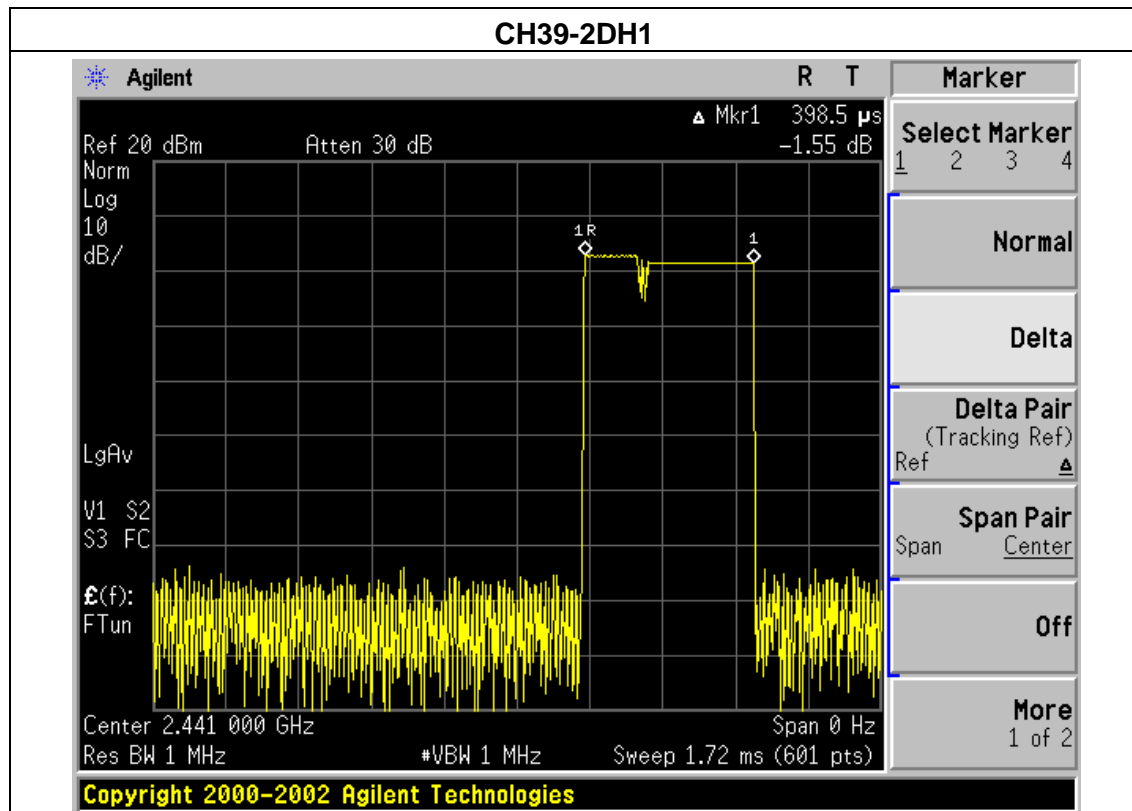 CH39-2DH1
Agilent R T Marker
Δ Mkr1 398.5 µs
Ref 20 dBm Atten 30 dB -1.55 dB
Norm
Log
10
dB/
1R
1
LgAv
V1 S2
S3 FC
£(f):
FTun
Center 2.441 000 GHz Span 0 Hz
Res BW 1 MHz #VBW 1 MHz Sweep 1.72 ms (601 pts)
Copyright 2000-2002 Agilent Technologies
Select Marker
1 2 3 4
Normal
Delta
Delta Pair
(Tracking Ref)
Ref Δ
Span Pair
Span Center
Off
More
1 of 2